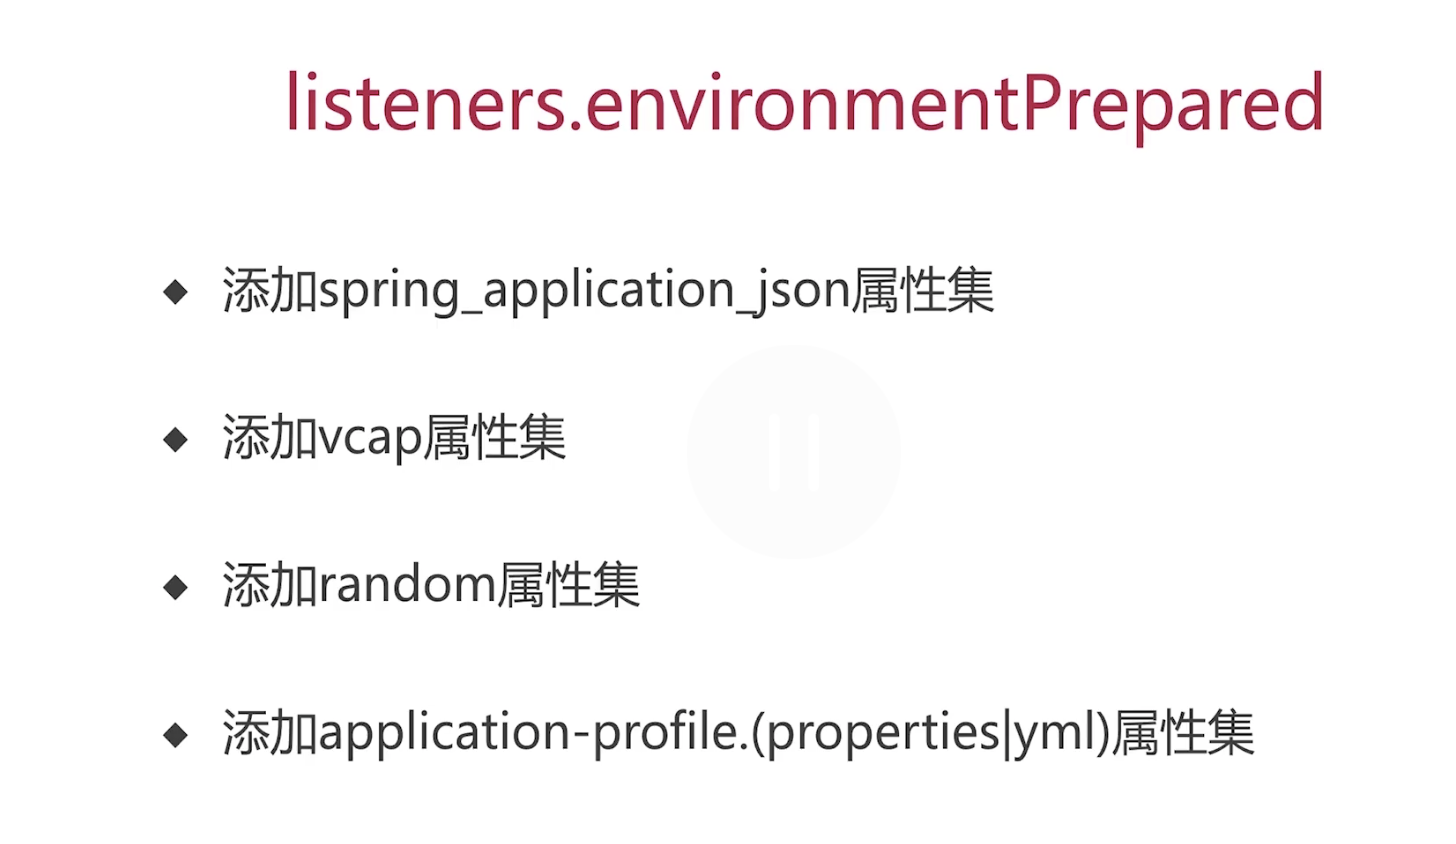 listeners.environmentPrepared
添加spring_application_json属性集
添加vcap属性集
添加random属性集
添加application-profile.(properties|yml)属性集